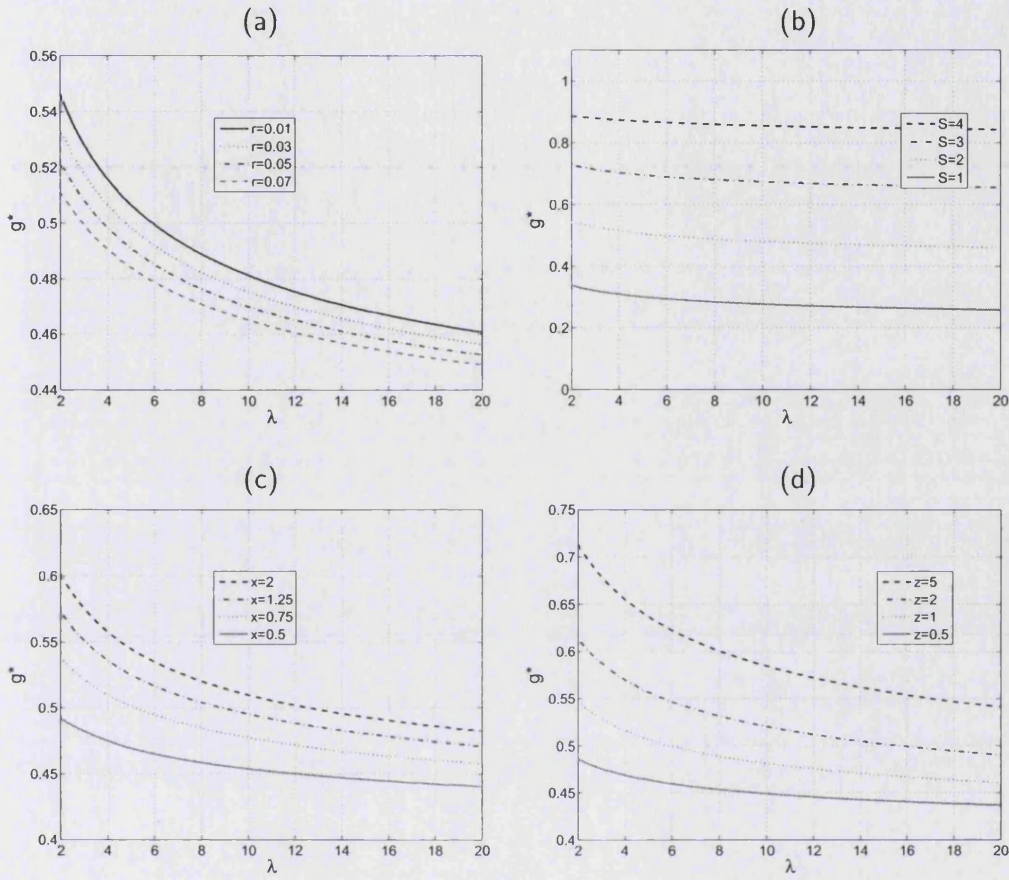 (a)
0.56
0.54
0.52
0.5
0.48
0.46
0.44
g*
2 4 6 8 10 12 14 16 18 20
λ
r=0.01
r=0.03
r=0.05
r=0.07
(b)
1
0.8
0.6
0.4
0.2
0
g*
2 4 6 8 10 12 14 16 18 20
λ
S=4
S=3
S=2
S=1
(c)
0.65
0.6
0.55
0.5
0.45
0.4
g*
2 4 6 8 10 12 14 16 18 20
λ
x=2
x=1.25
x=0.75
x=0.5
(d)
0.75
0.7
0.65
0.6
0.55
0.5
0.45
0.4
g*
2 4 6 8 10 12 14 16 18 20
λ
z=5
z=2
z=1
z=0.5